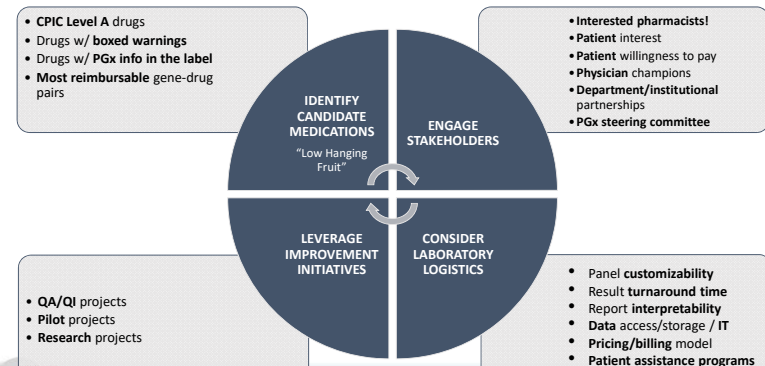 • CPIC Level A drugs
• Drugs w/ boxed warnings
• Drugs w/ PGx info in the label
• Most reimbursable gene-drug
pairs
• Interested pharmacists!
• Patient interest
• Patient willingness to pay
• Physician champions
• Department/institutional
partnerships
• PGx steering committee
IDENTIFY
CANDIDATE
MEDICATIONS
“Low Hanging
Fruit”
ENGAGE
STAKEHOLDERS
LEVERAGE
IMPROVEMENT
INITIATIVES
CONSIDER
LABORATORY
LOGISTICS
• QA/QI projects
• Pilot projects
• Research projects
• Panel customizability
• Result turnaround time
• Report interpretability
• Data access/storage / IT
• Pricing/billing model
• Patient assistance programs